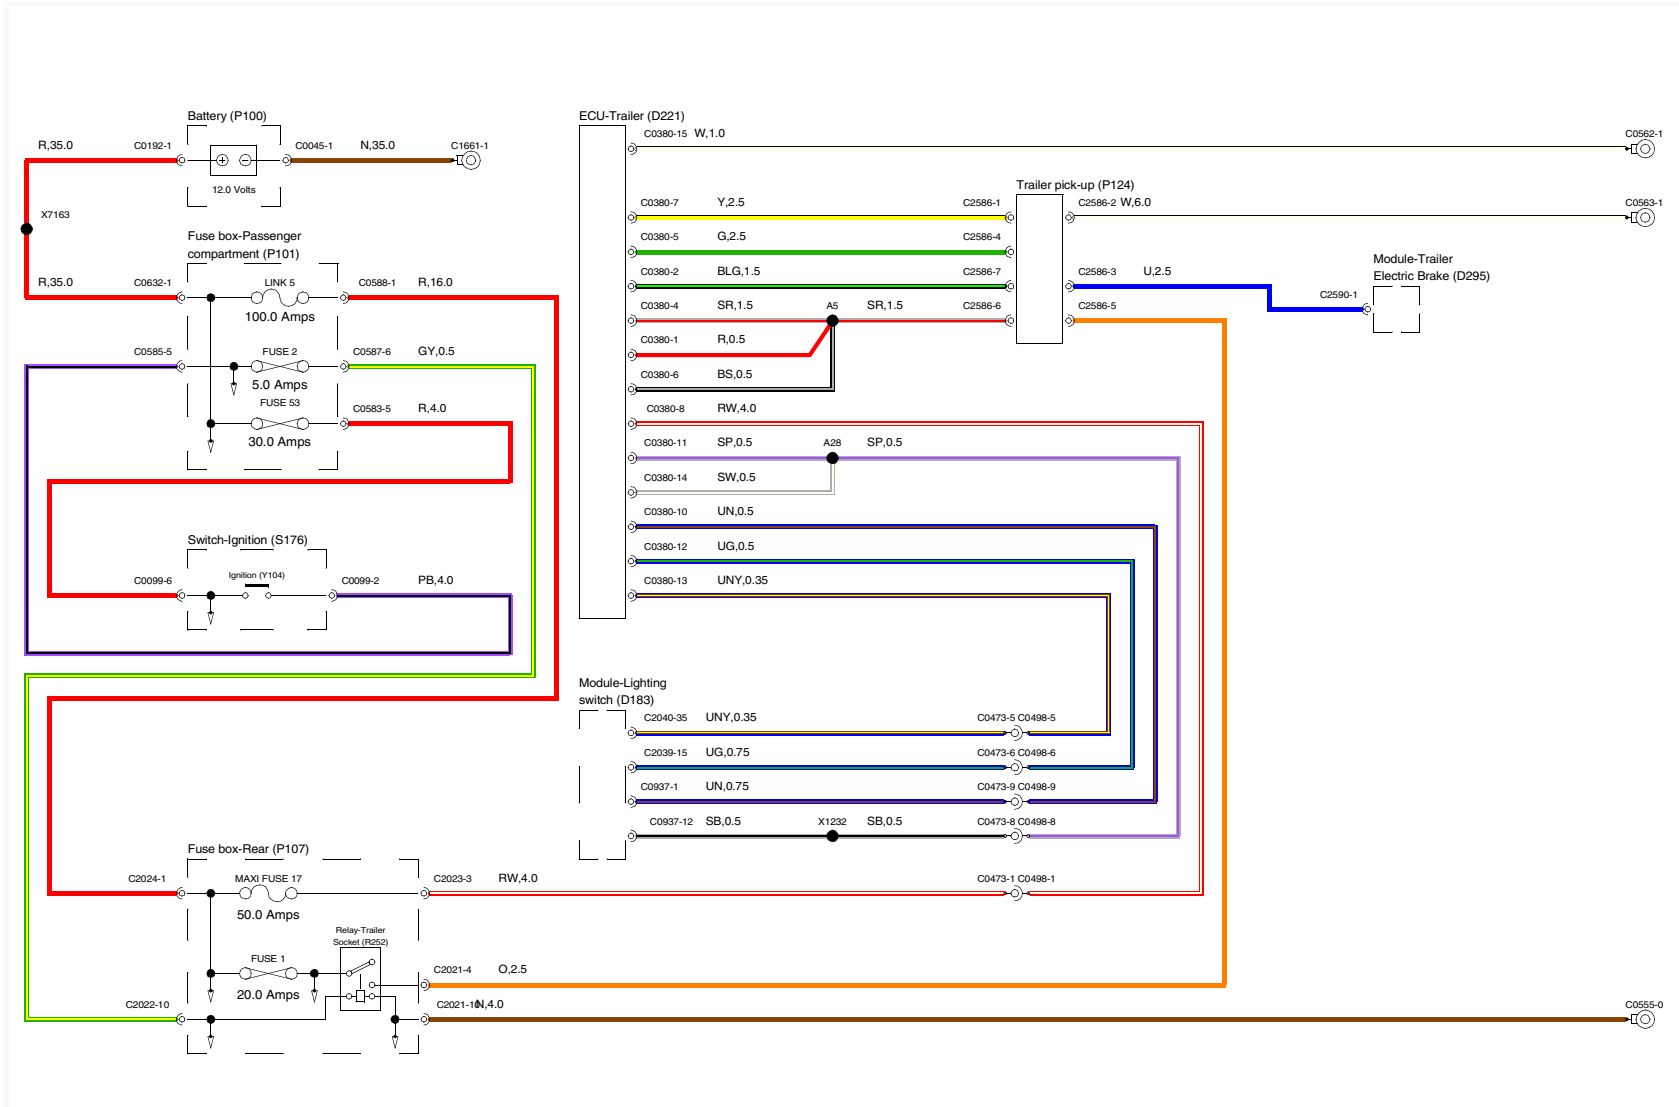 Battery (P100)
R,35.0
C0192-1
C0045-1
N,35.0
C1661-1
12.0 Volts
X7163
Fuse box-Passenger
compartment (P101)
R,35.0
C0632-1
LINK 5
C0588-1
R,16.0
100.0 Amps
C0585-5
FUSE 2
C0587-6
GY,0.5
5.0 Amps
FUSE 53
C0583-5
R,4.0
30.0 Amps
Switch-Ignition (S176)
C0099-6
Ignition (Y104)
C0099-2
PB,4.0
ECU-Trailer (D221)
C0380-15 W,1.0
C0562-1
Trailer pick-up (P124)
C0380-7
Y,2.5
C2586-1
C2586-2 W,6.0
C0563-1
C0380-5
G,2.5
C2586-4
C0380-2
BLG,1.5
C2586-7
C2586-3
U,2.5
Module-Trailer
Electric Brake (D295)
C2590-1
C0380-4
SR,1.5
A5
SR,1.5
C2586-6
C2586-5
C0380-1
R,0.5
C0380-6
BS,0.5
C0380-8
RW,4.0
C0380-11
SP,0.5
A28
SP,0.5
C0380-14
SW,0.5
C0380-10
UN,0.5
C0380-12
UG,0.5
C0380-13
UNY,0.35
Module-Lighting
switch (D183)
C2040-35
UNY,0.35
C0473-5 C0498-5
C2039-15
UG,0.75
C0473-6 C0498-6
C0937-1
UN,0.75
C0473-9 C0498-9
C0937-12
SB,0.5
X1232
SB,0.5
C0473-8 C0498-8
Fuse box-Rear (P107)
C2024-1
MAXI FUSE 17
C2023-3
RW,4.0
C0473-1 C0498-1
50.0 Amps
Relay-Trailer
Socket (R252)
FUSE 1
C2021-4
O,2.5
20.0 Amps
C2022-10
C2021-10
N,4.0
C0555-0